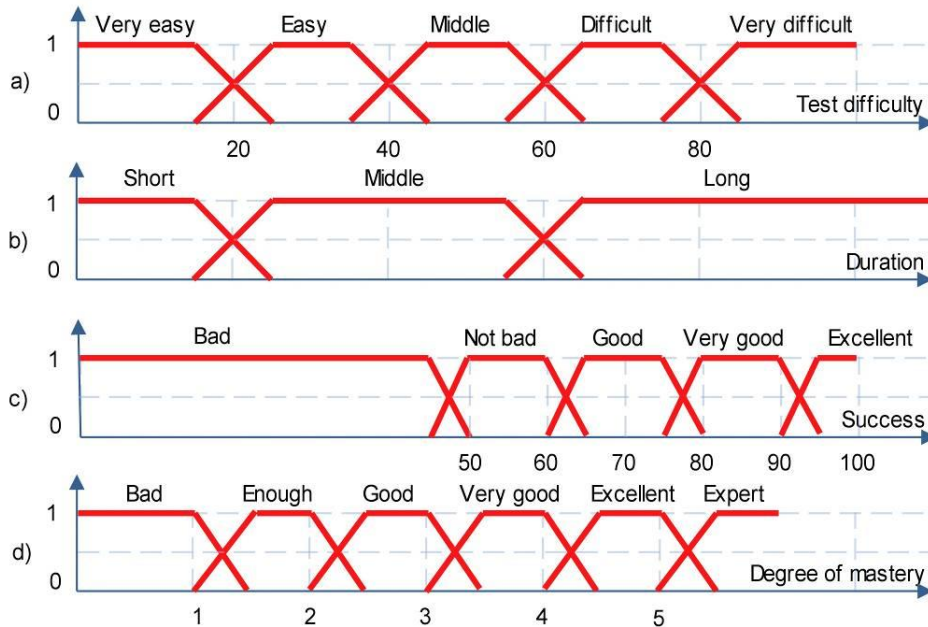 Very easy Easy Middle Difficult Very difficult
1
a)
0
Test difficulty
20 40 60 80
Short Middle Long
1
b)
0
Duration
Bad Not bad Good Very good Excellent
1
c)
0
Success
50 60 70 80 90 100
Bad Enough Good Very good Excellent Expert
1
d)
0
Degree of mastery
1 2 3 4 5